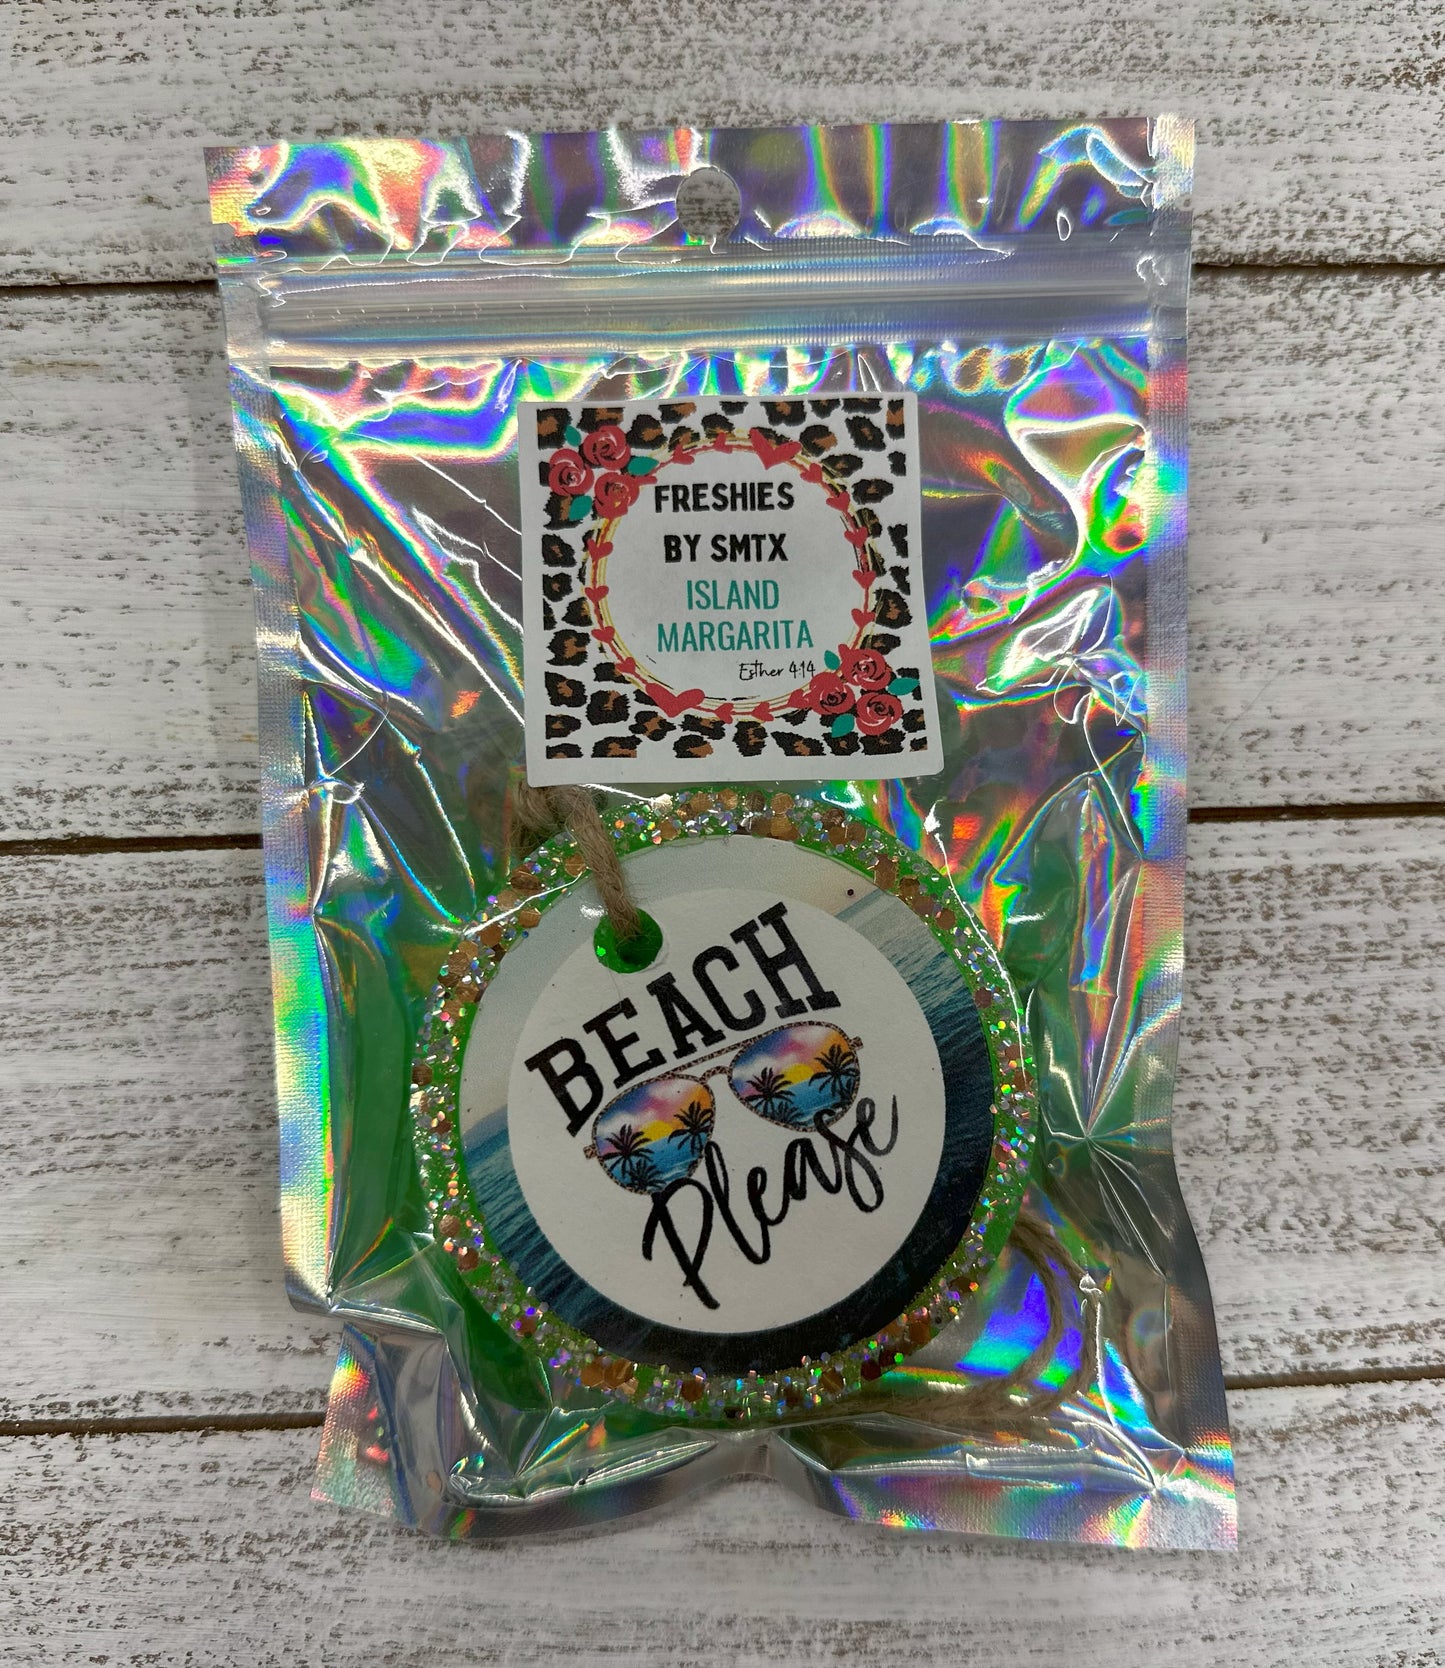 FRESHIES
BY SMTX
ISLAND
MARGARITA
Esther 4:14
BEACH
Please